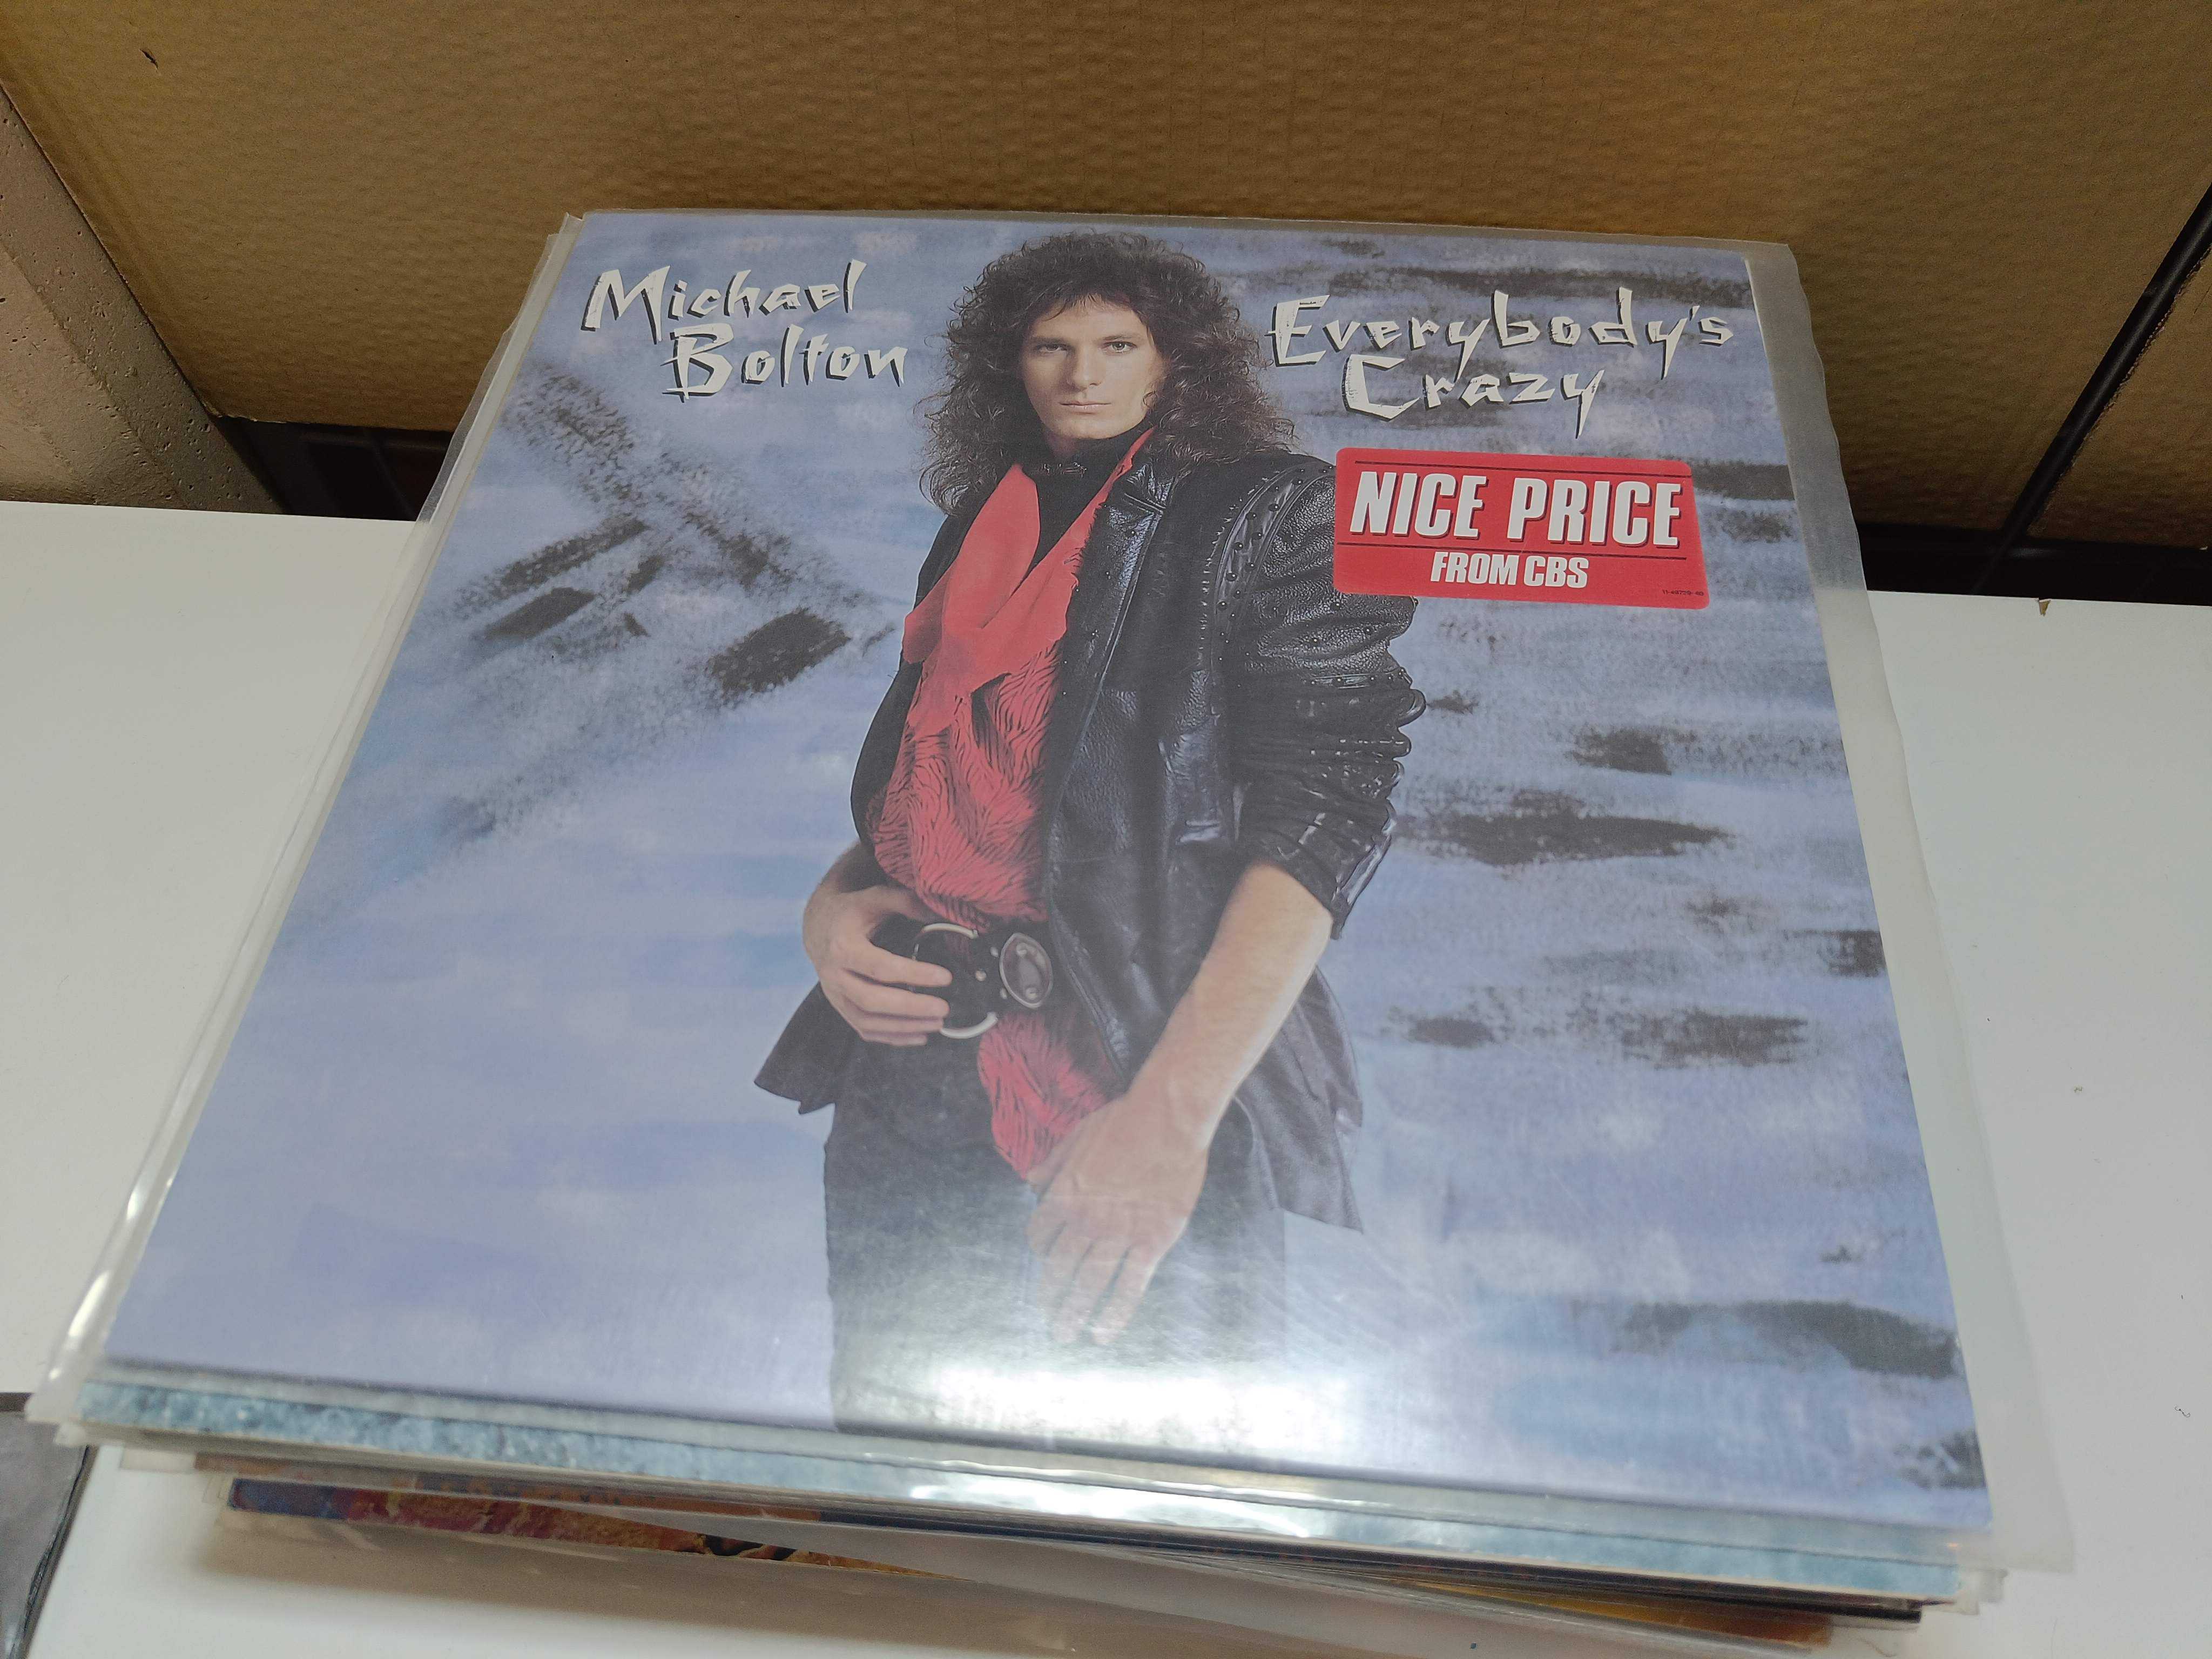 Michael
Bolton
Everybody's
Crazy
NICE PRICE
FROM CBS